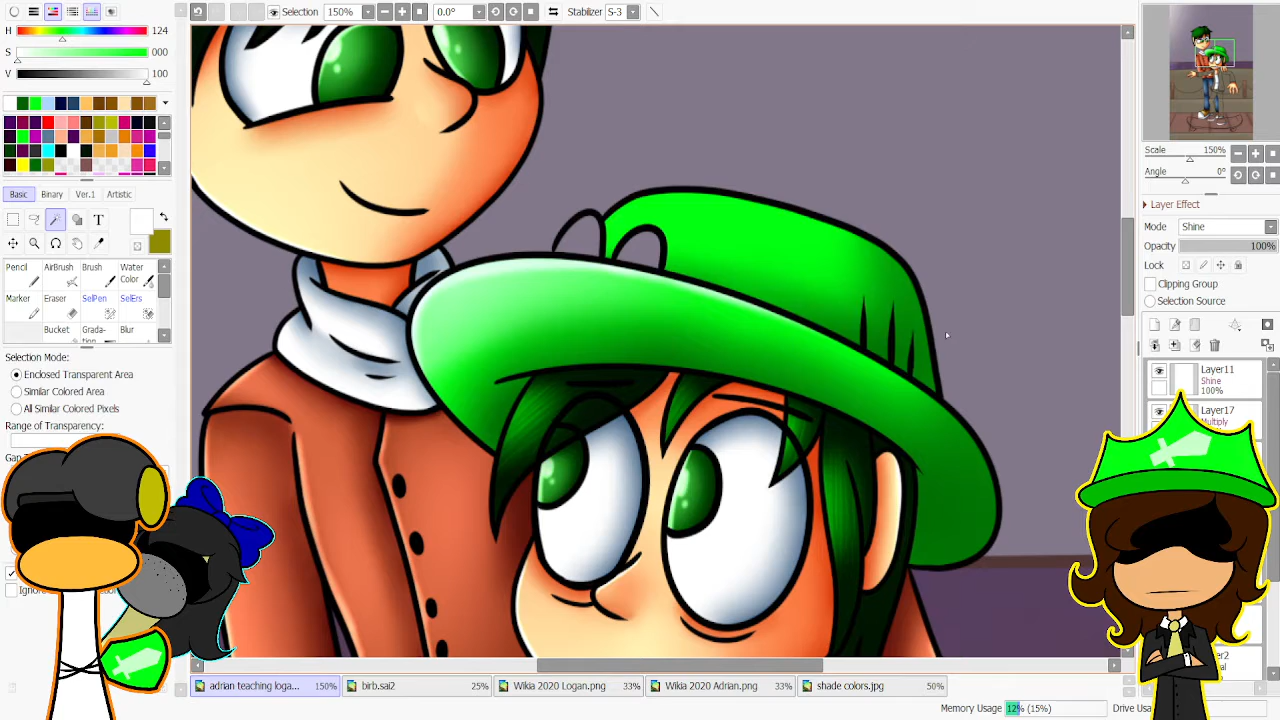 Selection 150% 0.0° Stabilizer S-3
H 124
S 000
V 100
Basic Binary Ver.1 Artistic
T
Pencil AirBrush Brush Water Color
Marker Eraser SelPen SelErs
Bucket Gradation Blur
Selection Mode:
Enclosed Transparent Area
Similar Colored Area
All Similar Colored Pixels
Range of Transparency:
Scale 150%
Angle 0°
Layer Effect
Mode Shine
Opacity 100%
Lock
Clipping Group
Selection Source
Layer11
Shine
100%
Layer17
Multiply
adrian teaching loga... 150% birb.sai2 25% Wikia 2020 Logan.png 33% Wikia 2020 Adrian.png 33% shade colors.jpg 50%
Memory Usage 12% (15%) Drive Usa